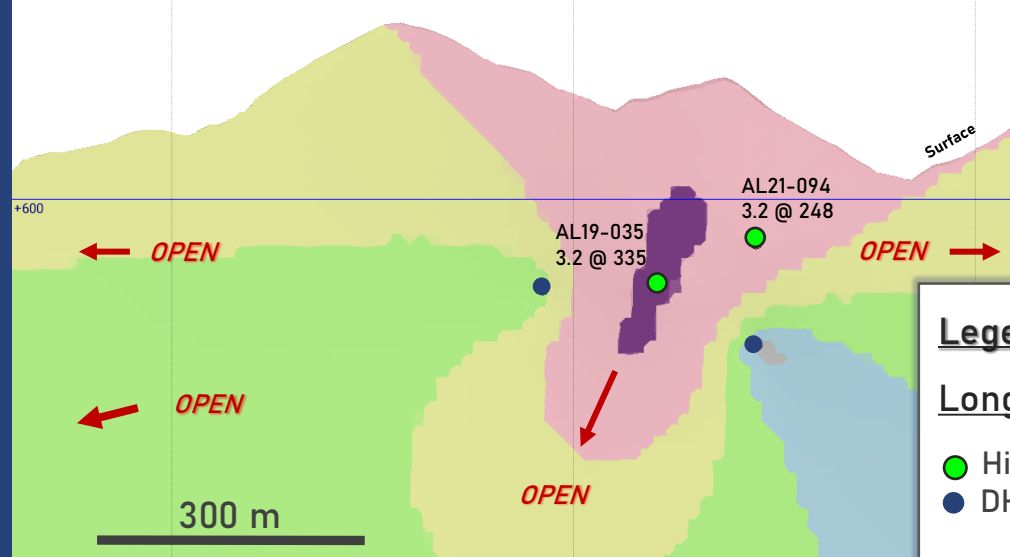 Surface
AL21-094
3.2 @ 248
+600
AL19-035
3.2 @ 335
OPEN
OPEN
OPEN
OPEN
300 m
Lege
Long
Hi
DH